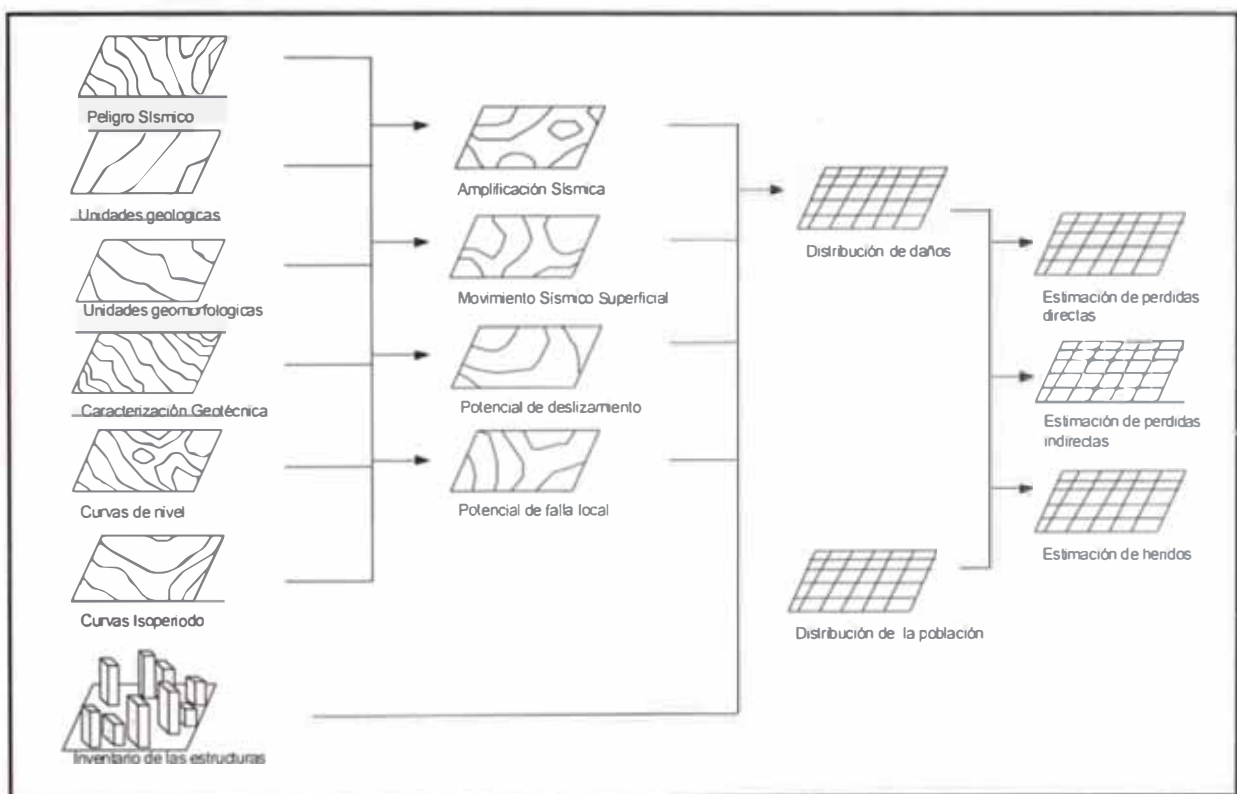 Peligro Sísmico
Unidades geologicas
Unidades geomorfologicas
Caracterización Geotécnica
Curvas de nivel
Curvas Isoperiodo
Inventario de las estructuras
Amplificación Sísmica
Movimiento Sísmico Superficial
Potencial de deslizamiento
Potencial de falla local
Distribución de daños
Distribución de la población
Estimación de perdidas
directas
Estimación de perdidas
indirectas
Estimación de heridos